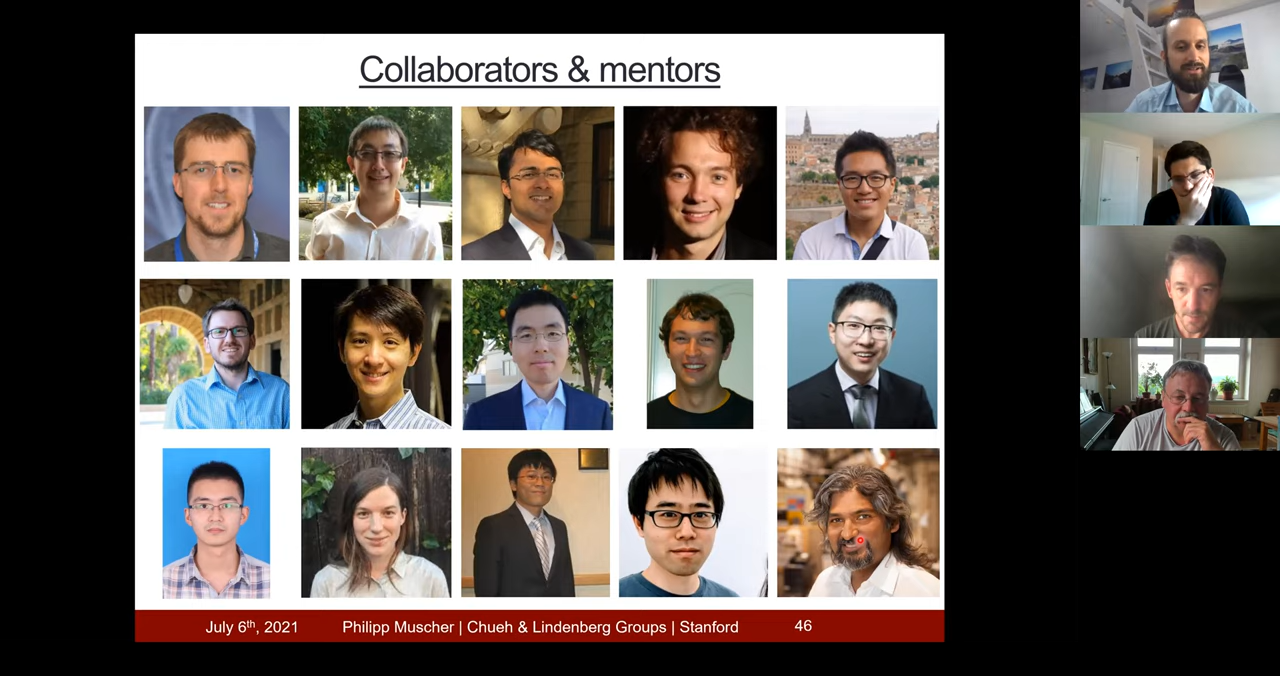 Collaborators & mentors
July 6th, 2021 Philipp Muscher | Chueh & Lindenberg Groups | Stanford 46